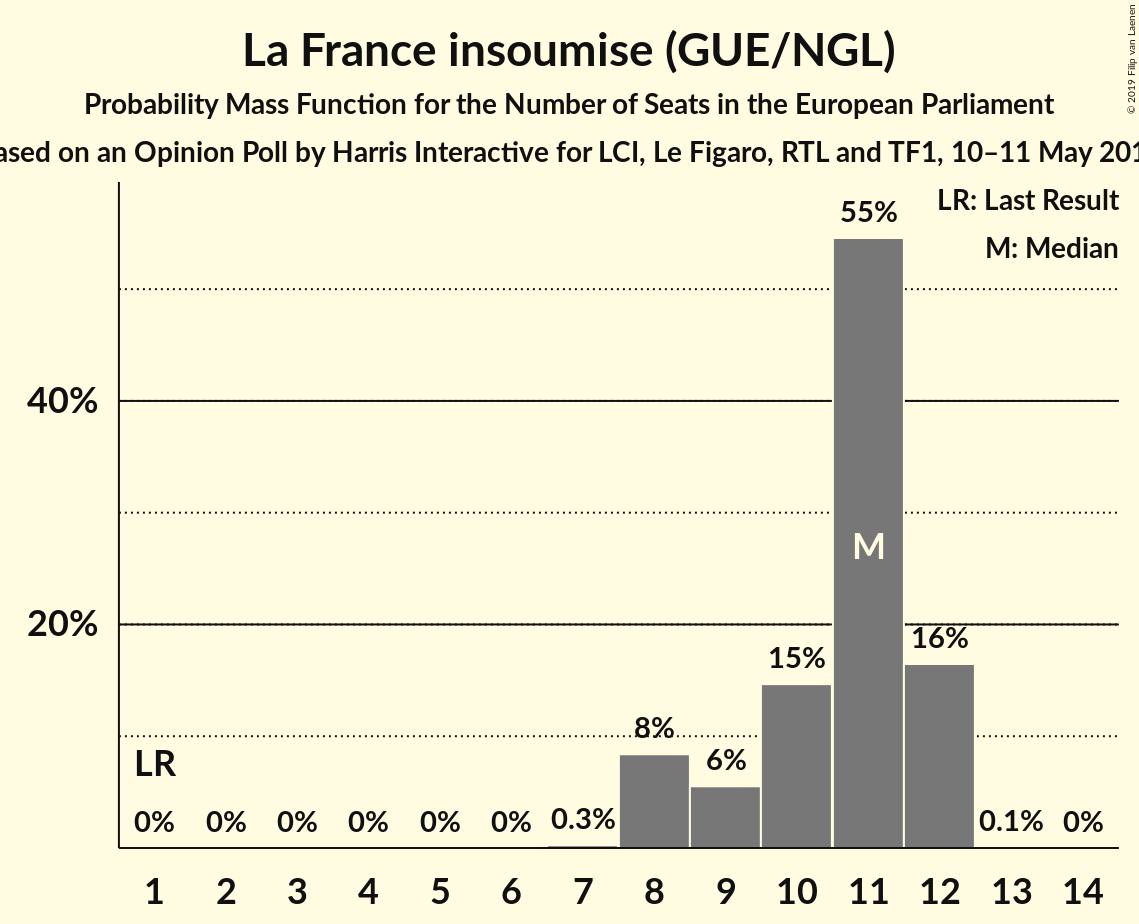 La France insoumise (GUE/NGL)
Probability Mass Function for the Number of Seats in the European Parliament
ased on an Opinion Poll by Harris Interactive for LCI, Le Figaro, RTL and TF1, 10–11 May 201
© 2019 Filip van Laenen
LR: Last Result
M: Median
55%
40%
M
20%
16%
15%
8%
6%
LR
0% 0% 0% 0% 0% 0% 0.3% 0.1% 0%
1 2 3 4 5 6 7 8 9 10 11 12 13 14